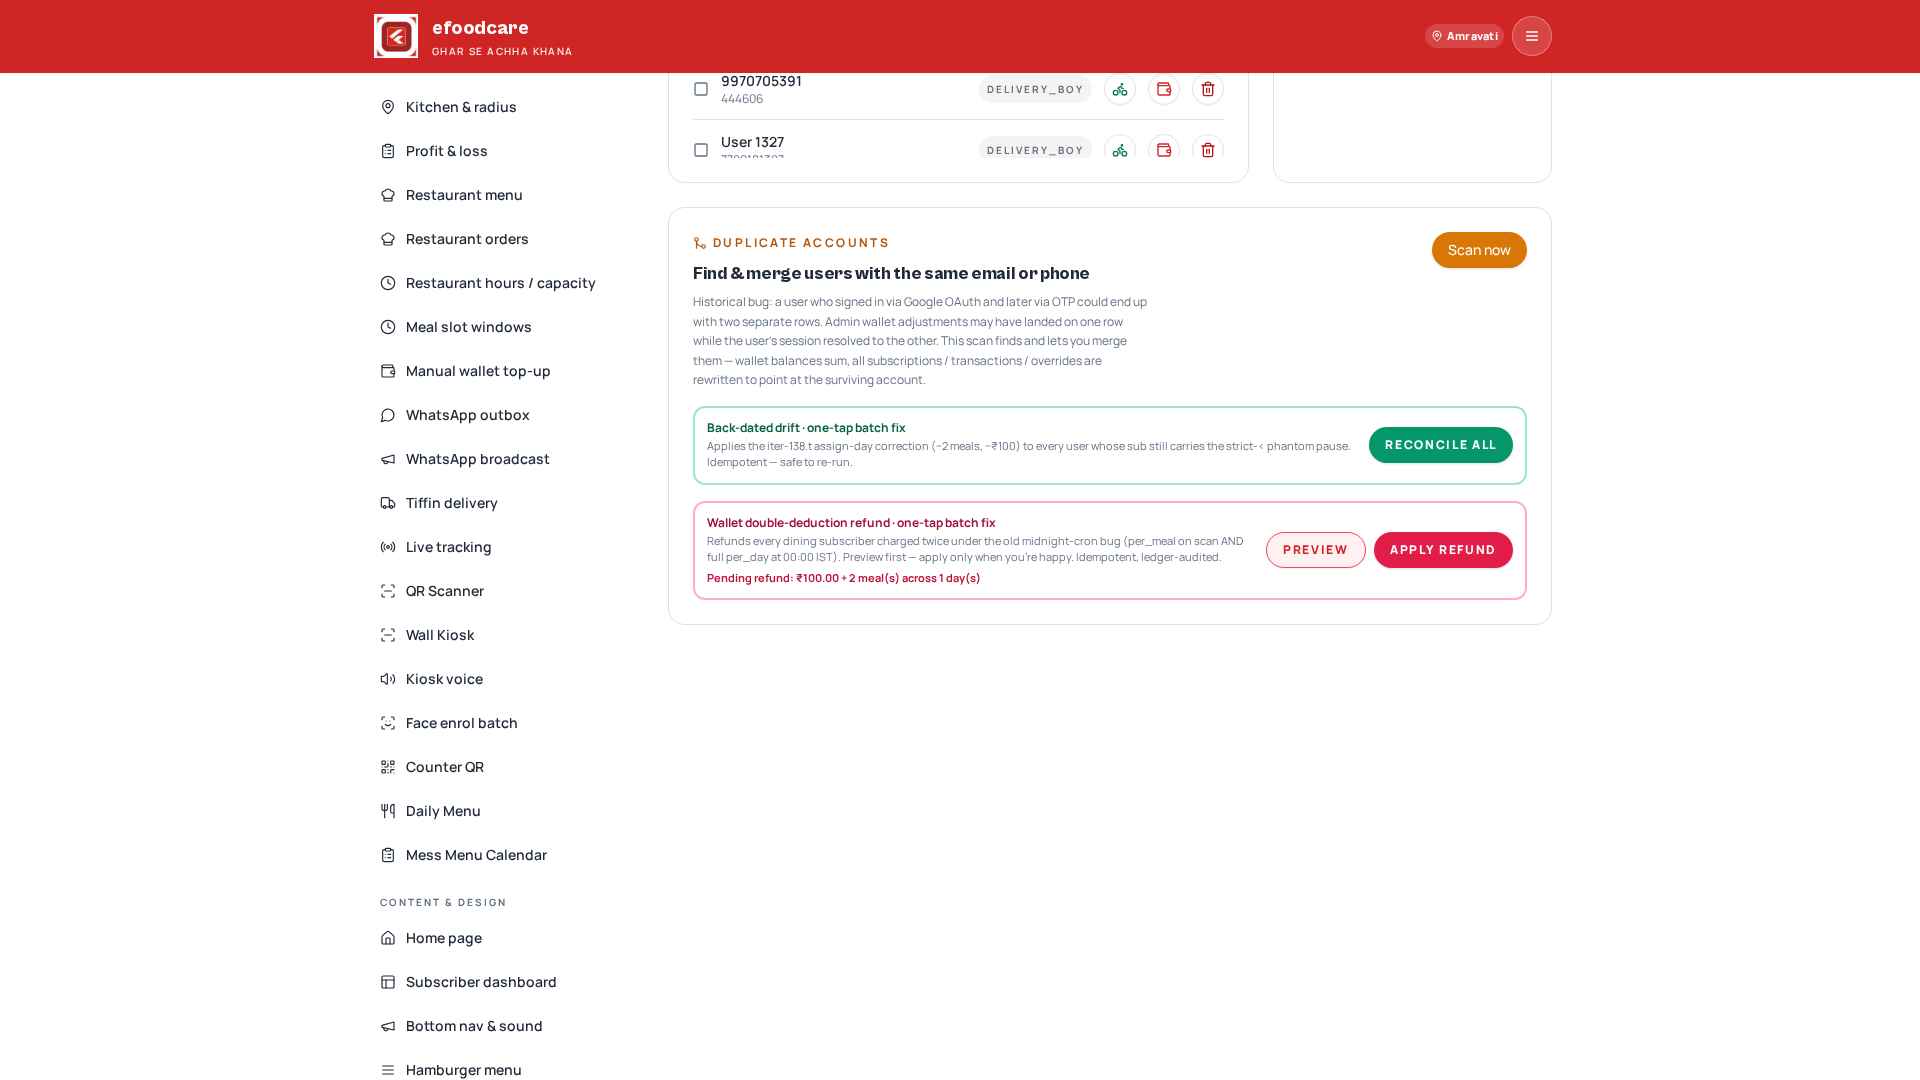 efoodcare
GHAR SE ACHHA KHANA
Amravati
Kitchen & radius
Profit & loss
Restaurant menu
Restaurant orders
Restaurant hours / capacity
Meal slot windows
Manual wallet top-up
WhatsApp outbox
WhatsApp broadcast
Tiffin delivery
Live tracking
QR Scanner
Wall Kiosk
Kiosk voice
Face enrol batch
Counter QR
Daily Menu
Mess Menu Calendar
CONTENT & DESIGN
Home page
Subscriber dashboard
Bottom nav & sound
Hamburger menu
9970705391
444606
DELIVERY_BOY
User 1327
DELIVERY_BOY
DUPLICATE ACCOUNTS
Find & merge users with the same email or phone
Scan now
Historical bug: a user who signed in via Google OAuth and later via OTP could end up
with two separate rows. Admin wallet adjustments may have landed on one row
while the user's session resolved to the other. This scan finds and lets you merge
them — wallet balances sum, all subscriptions / transactions / overrides are
rewritten to point at the surviving account.
Back-dated drift · one-tap batch fix
Applies the iter-138.t assign-day correction (−2 meals, −₹100) to every user whose sub still carries the strict-< phantom pause.
Idempotent — safe to re-run.
RECONCILE ALL
Wallet double-deduction refund · one-tap batch fix
Refunds every dining subscriber charged twice under the old midnight-cron bug (per_meal on scan AND
full per_day at 00:00 IST). Preview first — apply only when you're happy. Idempotent, ledger-audited.
Pending refund: ₹100.00 + 2 meal(s) across 1 day(s)
PREVIEW
APPLY REFUND